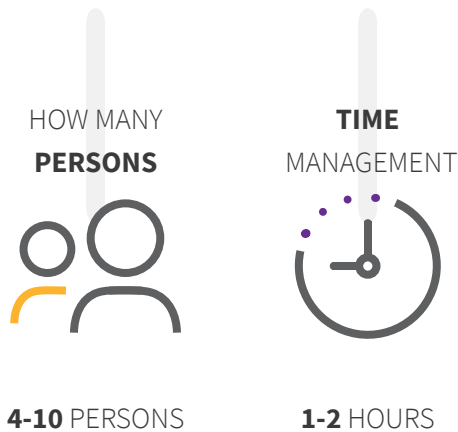 HOW MANY
PERSONS
4-10 PERSONS
TIME
MANAGEMENT
1-2 HOURS